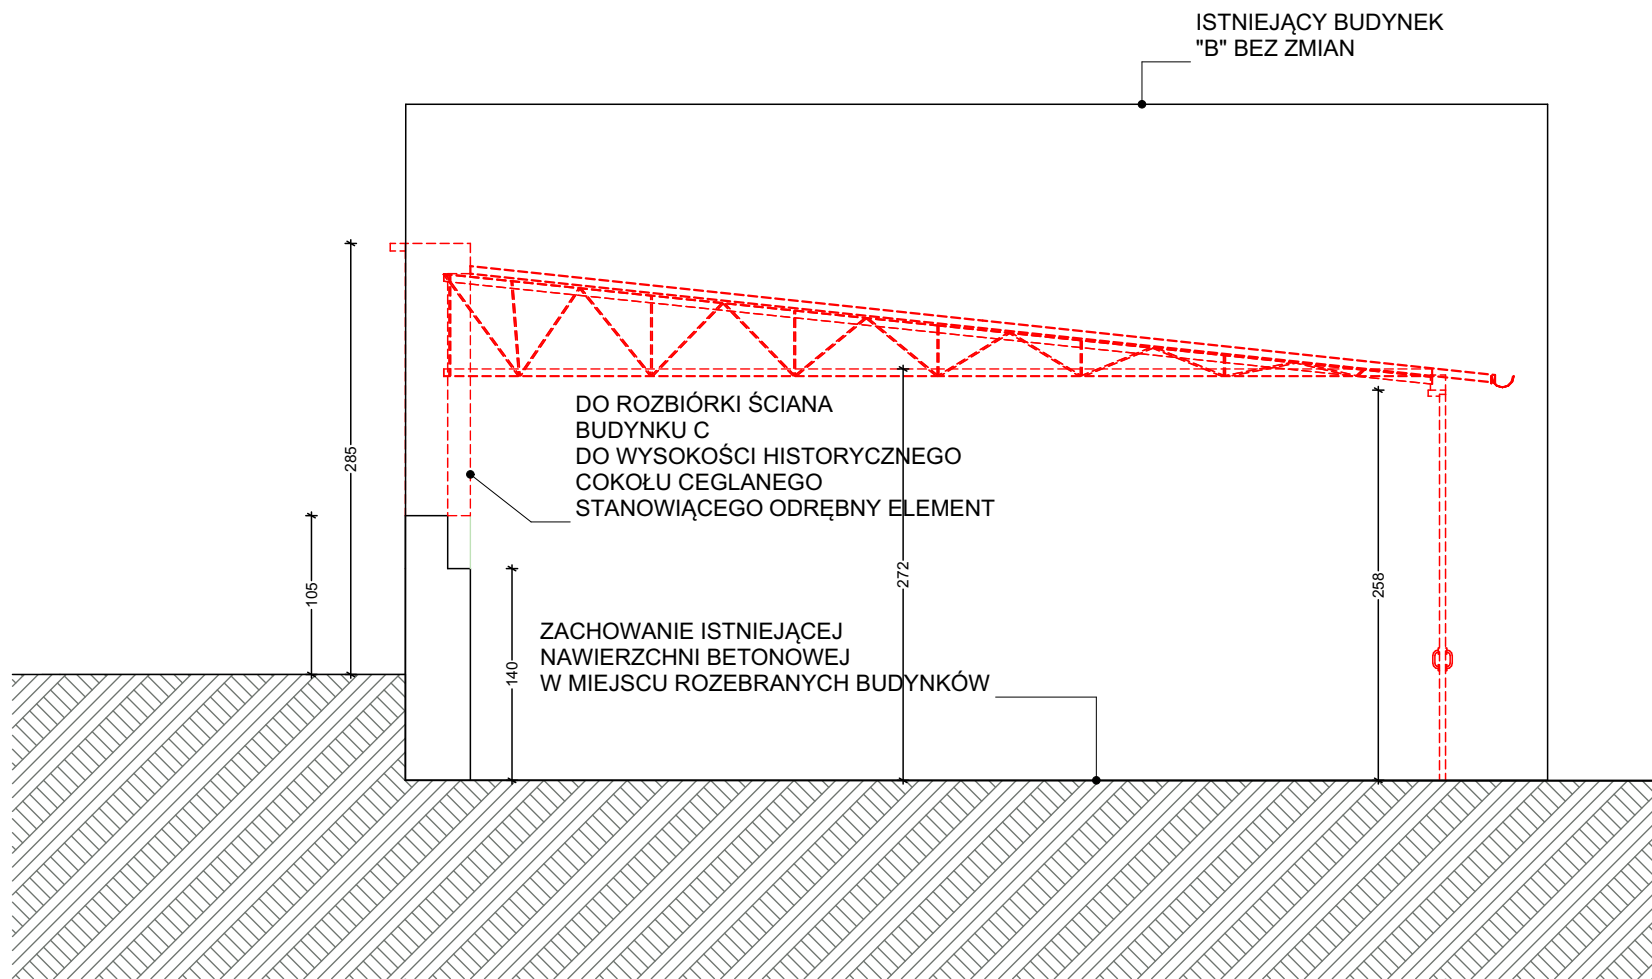 ISTNIEJĄCY BUDYNEK
"B" BEZ ZMIAN
DO ROZBIÓRKI ŚCIANA
BUDYNKU C
DO WYSOKOŚCI HISTORYCZNEGO
COKOŁU CEGLANEGO
STANOWIĄCEGO ODRĘBNY ELEMENT
285
105
140
272
258
ZACHOWANIE ISTNIEJĄCEJ
NAWIERZCHNI BETONOWEJ
W MIEJSCU ROZEBRANYCH BUDYNKÓW